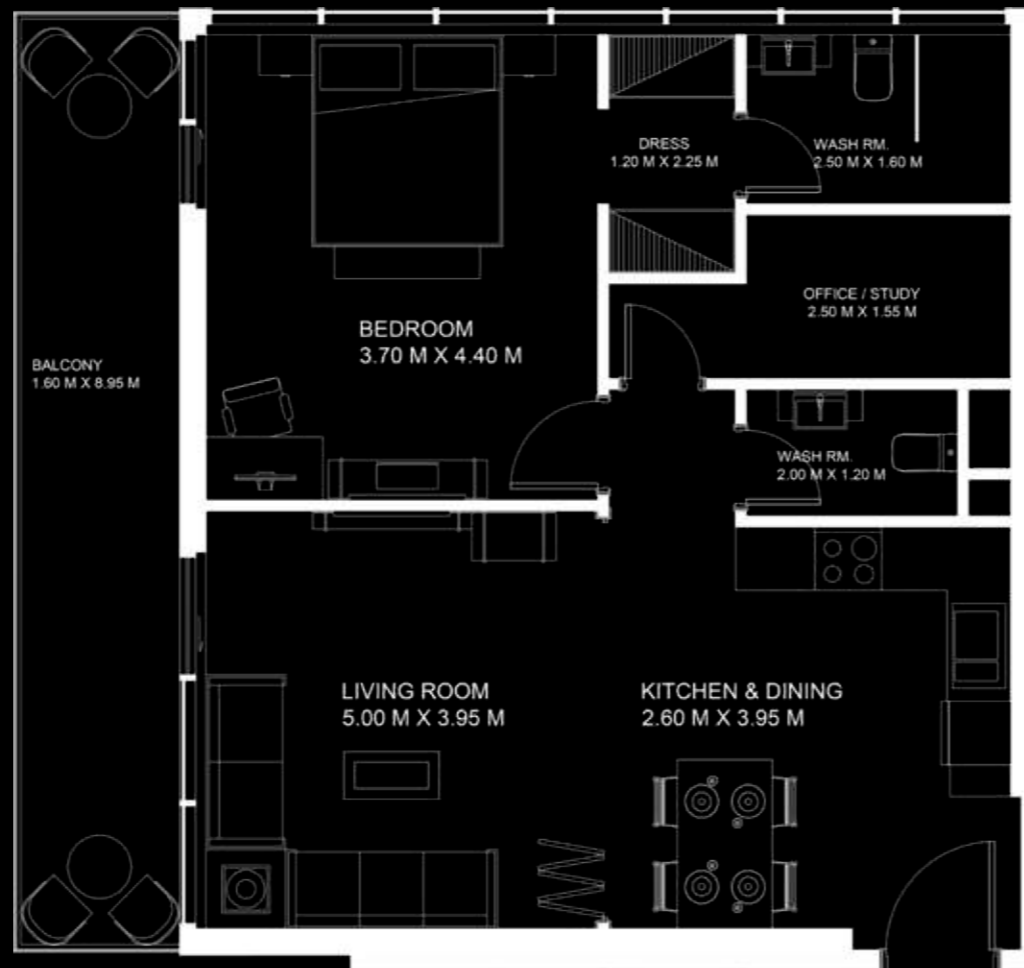 DRESS
1.20 M X 2.25 M
WASH RM.
2.50 M X 1.60 M
OFFICE / STUDY
2.50 M X 1.55 M
BEDROOM
3.70 M X 4.40 M
BALCONY
1.60 M X 8.95 M
WASH RM.
2.00 M X 1.20 M
LIVING ROOM
5.00 M X 3.95 M
KITCHEN & DINING
2.60 M X 3.95 M